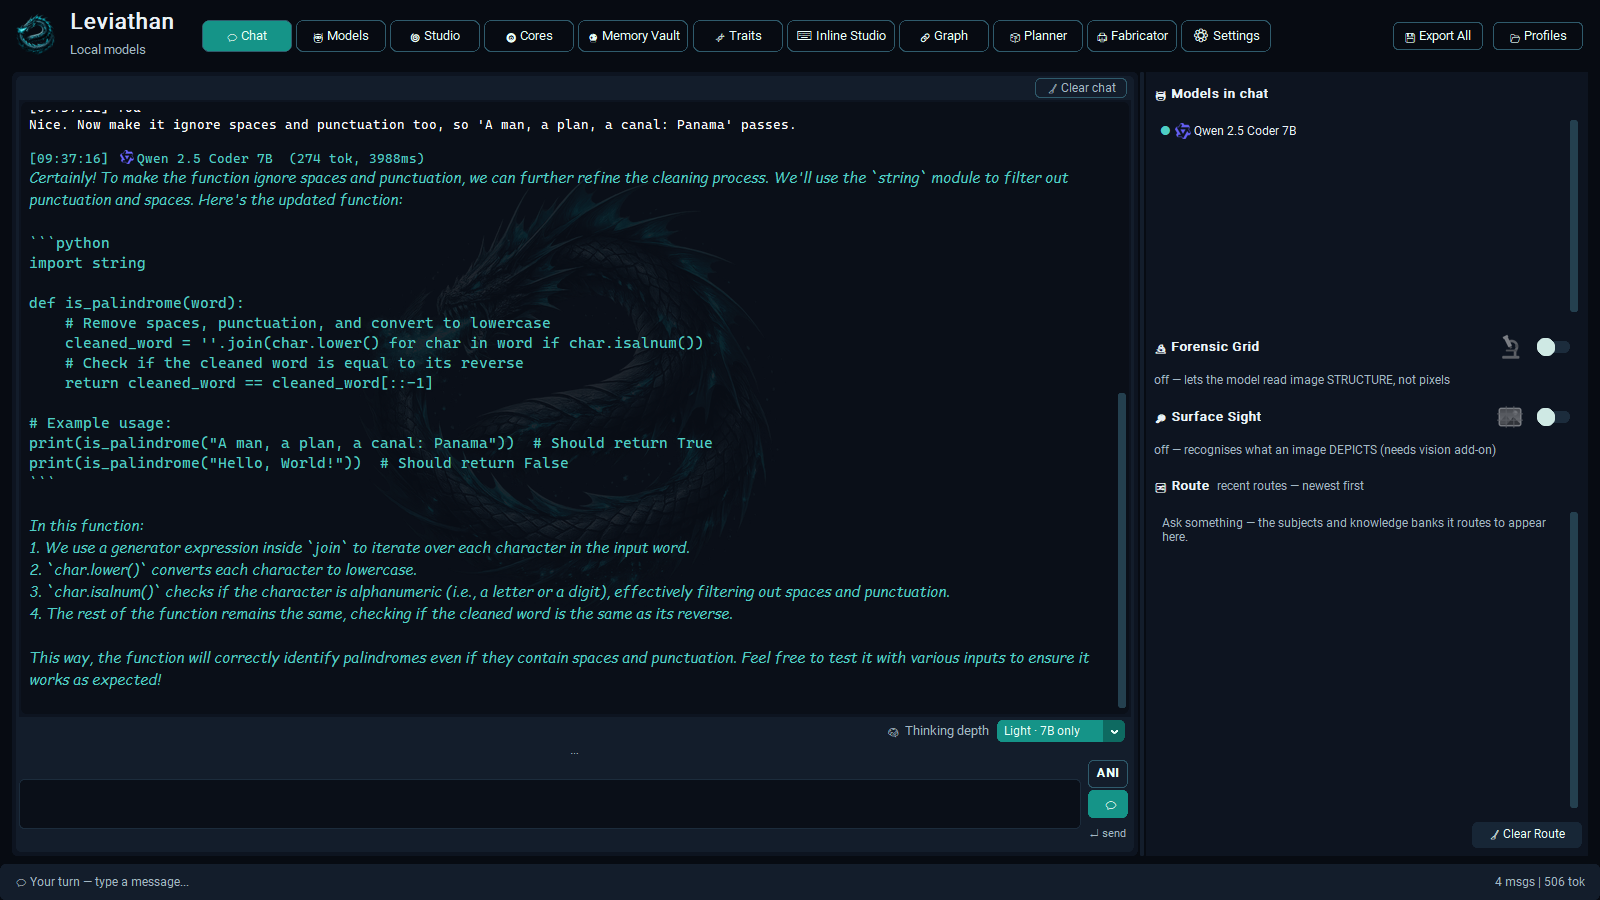 Leviathan
Local models
Chat
Models
Studio
Cores
Memory Vault
Traits
Inline Studio
Graph
Planner
Fabricator
Settings
Export All
Profiles
Clear chat
Nice. Now make it ignore spaces and punctuation too, so 'A man, a plan, a canal: Panama' passes.
[09:37:16] Qwen 2.5 Coder 7B (274 tok, 3988ms)
Certainly! To make the function ignore spaces and punctuation, we can further refine the cleaning process. We'll use the `string` module to filter out
punctuation and spaces. Here's the updated function:
```python
import string
def is_palindrome(word):
    # Remove spaces, punctuation, and convert to lowercase
    cleaned_word = ''.join(char.lower() for char in word if char.isalnum())
    # Check if the cleaned word is equal to its reverse
    return cleaned_word == cleaned_word[::-1]
# Example usage:
print(is_palindrome("A man, a plan, a canal: Panama"))  # Should return True
print(is_palindrome("Hello, World!"))  # Should return False
```
In this function:
1. We use a generator expression inside `join` to iterate over each character in the input word.
2. `char.lower()` converts each character to lowercase.
3. `char.isalnum()` checks if the character is alphanumeric (i.e., a letter or a digit), effectively filtering out spaces and punctuation.
4. The rest of the function remains the same, checking if the cleaned word is the same as its reverse.
This way, the function will correctly identify palindromes even if they contain spaces and punctuation. Feel free to test it with various inputs to ensure it
works as expected!
Thinking depth
Light · 7B only
...
ANI
↵ send
Models in chat
Qwen 2.5 Coder 7B
Forensic Grid
off — lets the model read image STRUCTURE, not pixels
Surface Sight
off — recognises what an image DEPICTS (needs vision add-on)
Route recent routes — newest first
Ask something — the subjects and knowledge banks it routes to appear
here.
Clear Route
Your turn — type a message...
4 msgs | 506 tok